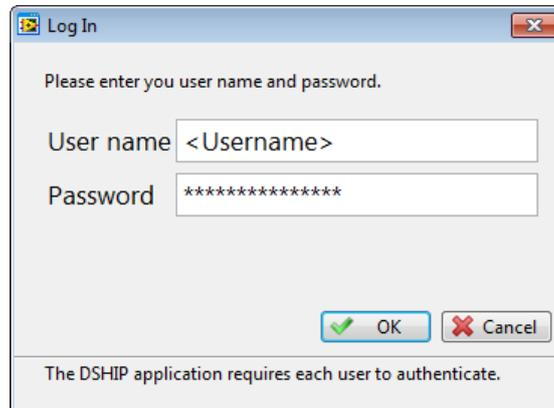 Log In
Please enter you user name and password.
User name <Username>
Password ***************
OK Cancel
The DSHIP application requires each user to authenticate.